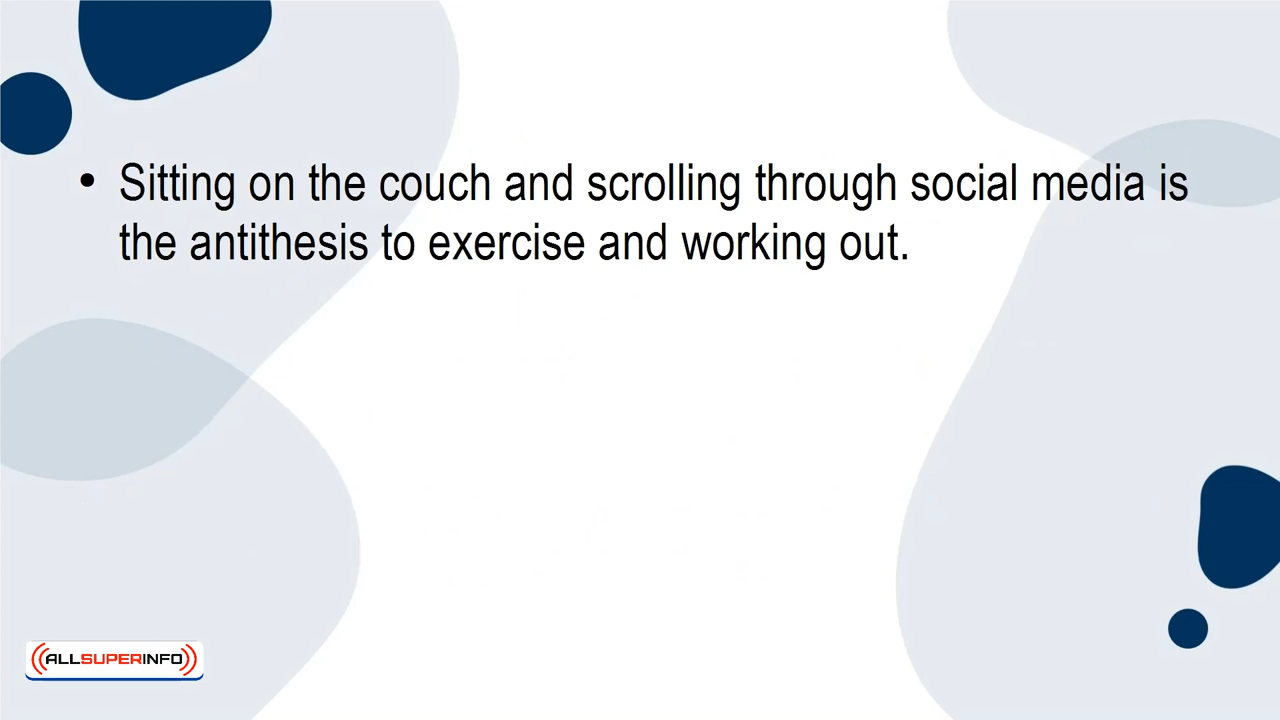 • Sitting on the couch and scrolling through social media is
the antithesis to exercise and working out.
ALLSUPERINFO